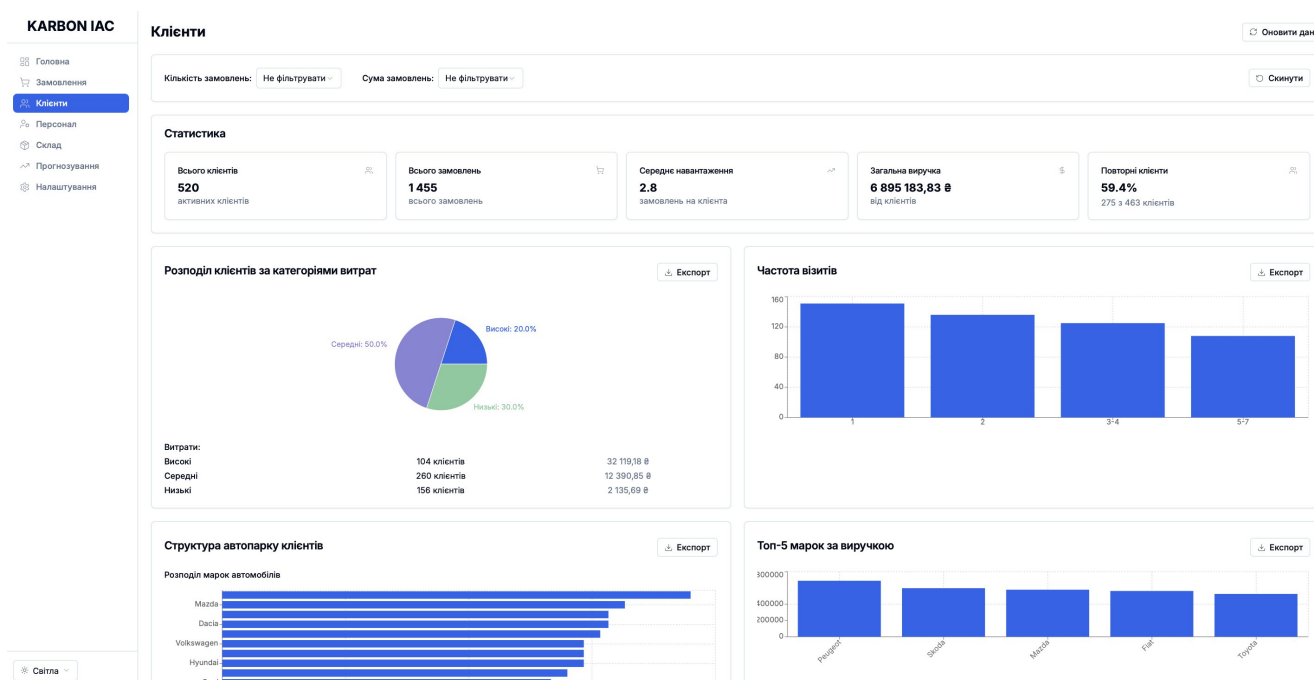 KARBON IAC
Головна
Замовлення
Клієнти
Персонал
Склад
Прогнозування
Налаштування
Світла
Клієнти
Оновити дан
Кількість замовлень: Не фільтрувати Сума замовлень: Не фільтрувати
Скинути
Статистика
Всього клієнтів
520
активних клієнтів
Всього замовлень
1 455
всього замовлень
Середнє навантаження
2.8
замовлень на клієнта
Загальна виручка
$
6 895 183,83 ₴
від клієнтів
Повторні клієнти
59.4%
275 з 463 клієнтів
Розподіл клієнтів за категоріями витрат
Експорт
Високі: 20.0%
Середні: 50.0%
Низькі: 30.0%
Витрати:
Високі 104 клієнтів 32 119,18 ₴
Середні 260 клієнтів 12 390,85 ₴
Низькі 156 клієнтів 2 135,69 ₴
Частота візитів
Експорт
160
120
80
40
0
1 2 3-4 5-7
Структура автопарку клієнтів
Експорт
Розподіл марок автомобілів
Mazda
Dacia
Volkswagen
Hyundai
Топ-5 марок за виручкою
Експорт
400000
200000
0
Peugeot Skoda Mazda Fiat Toyota